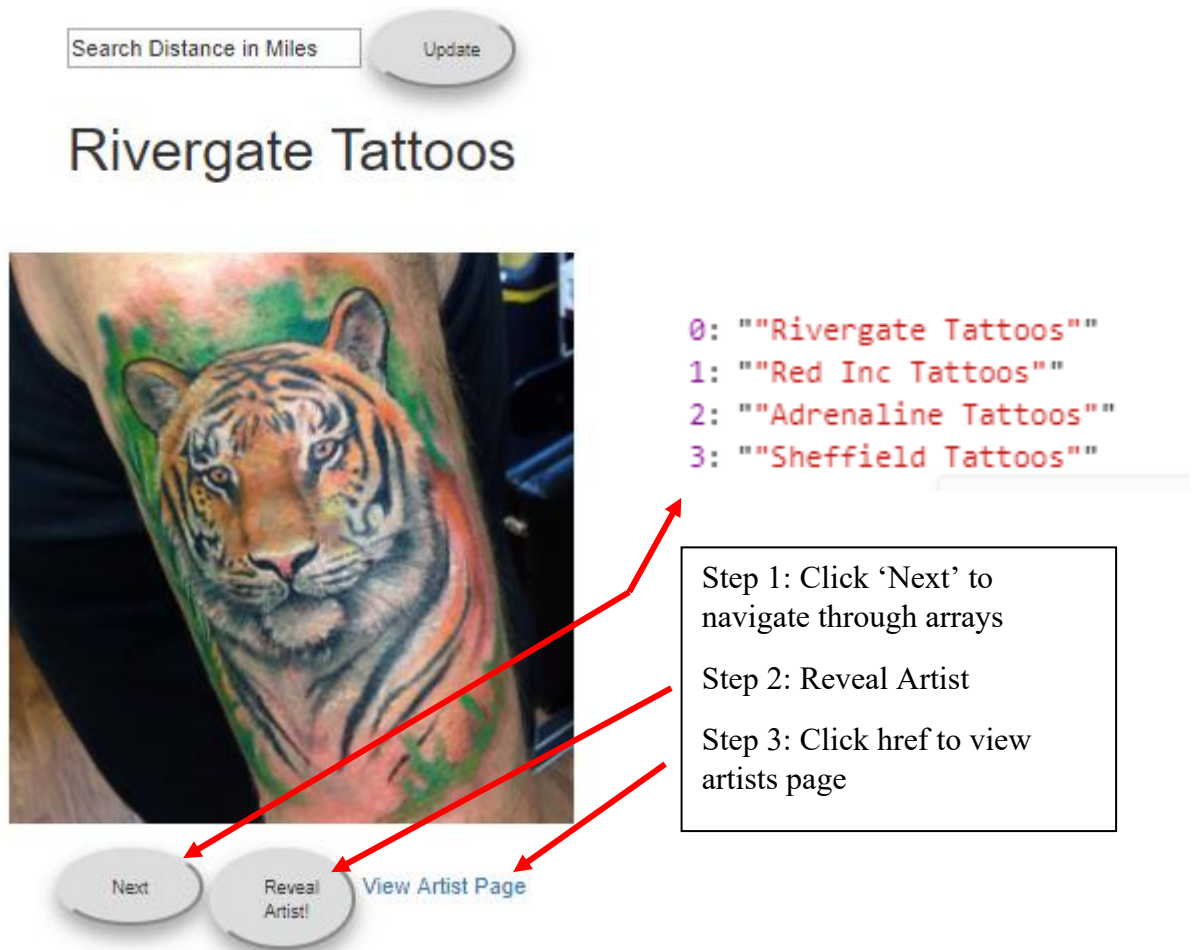 Search Distance in Miles
Update
Rivergate Tattoos
0: ""Rivergate Tattoos""
1: ""Red Inc Tattoos""
2: ""Adrenaline Tattoos""
3: ""Sheffield Tattoos""
Step 1: Click ‘Next’ to
navigate through arrays
Step 2: Reveal Artist
Step 3: Click href to view
artists page
Next
Reveal
Artist!
View Artist Page